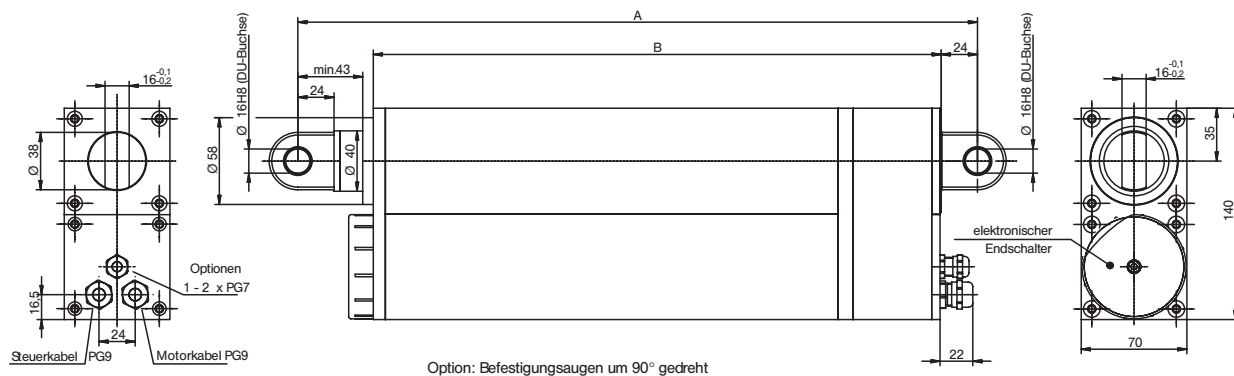 16 -0,1 -0,2
Ø 38
16,5
24
Optionen
1 - 2 x PG7
Steuerkabel PG9
Motorkabel PG9
A
B
24
min.43
24
Ø 16H8 (DU-Buchse)
Ø 58
Ø 40
Ø 16H8 (DU-Buchse)
22
Option: Befestigungsaugen um 90° gedreht
16 -0,1 -0,2
35
140
elektronischer
Endschalter
70